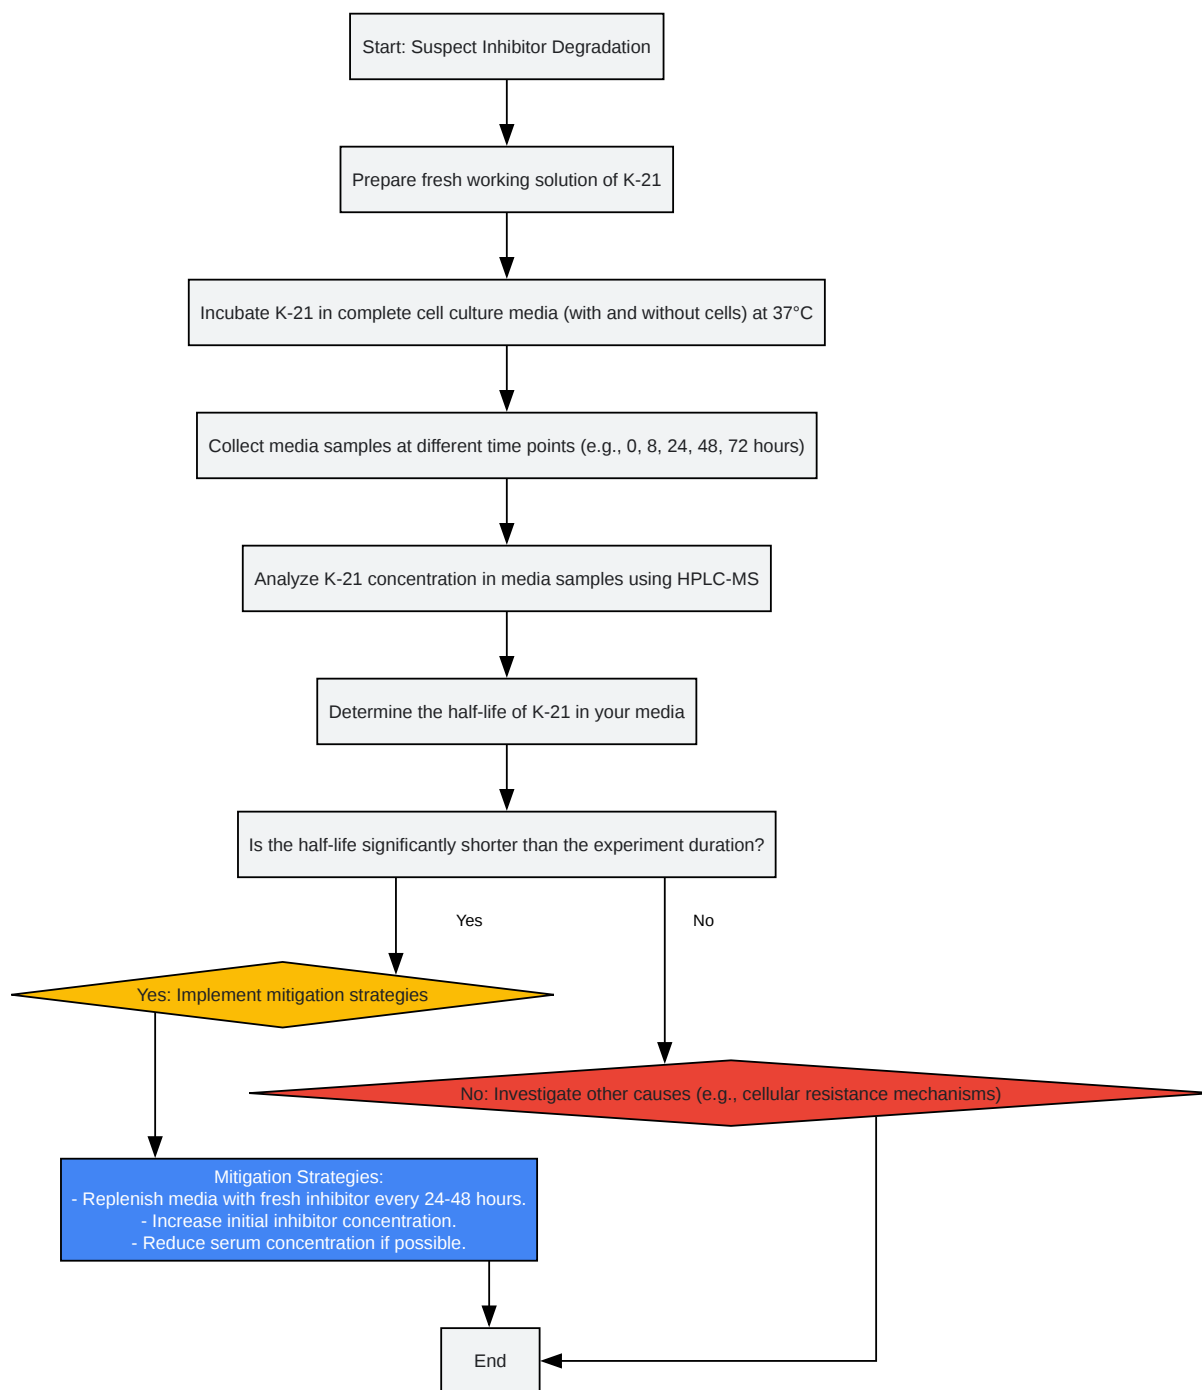 Start: Suspect Inhibitor Degradation
Prepare fresh working solution of K-21
Incubate K-21 in complete cell culture media (with and without cells) at 37°C
Collect media samples at different time points (e.g., 0, 8, 24, 48, 72 hours)
Analyze K-21 concentration in media samples using HPLC-MS
Determine the half-life of K-21 in your media
Is the half-life significantly shorter than the experiment duration?
Yes
No
Yes: Implement mitigation strategies
No: Investigate other causes (e.g., cellular resistance mechanisms)
Mitigation Strategies:
- Replenish media with fresh inhibitor every 24-48 hours.
- Increase initial inhibitor concentration.
- Reduce serum concentration if possible.
End